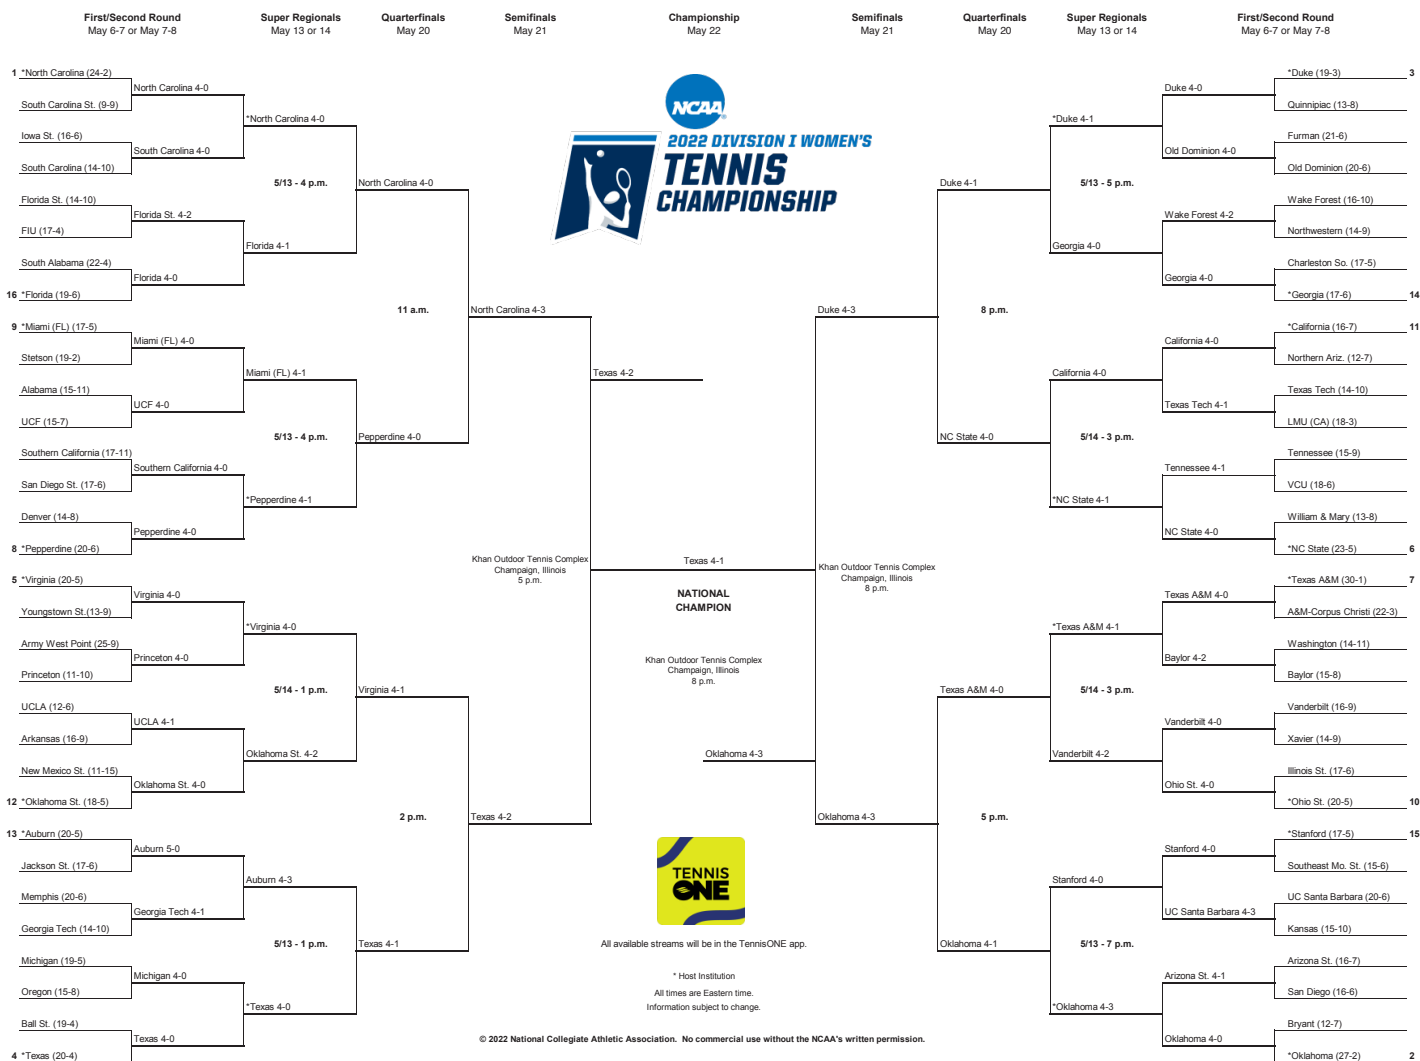 First/Second Round
May 6-7 or May 7-8
Super Regionals
May 13 or 14
Quarterfinals
May 20
Semifinals
May 21
Championship
May 22
Semifinals
May 21
Quarterfinals
May 20
Super Regionals
May 13 or 14
First/Second Round
May 6-7 or May 7-8
1 *North Carolina (24-2)
South Carolina St. (9-9)
Iowa St. (16-6)
South Carolina (14-10)
Florida St. (14-10)
FIU (17-4)
South Alabama (22-4)
16 *Florida (19-6)
9 *Miami (FL) (17-5)
Stetson (19-2)
Alabama (15-11)
UCF (15-7)
Southern California (17-11)
San Diego St. (17-6)
Denver (14-8)
8 *Pepperdine (20-6)
5 *Virginia (20-5)
Youngstown St.(13-9)
Army West Point (25-9)
Princeton (11-10)
UCLA (12-6)
Arkansas (16-9)
New Mexico St. (11-15)
12 *Oklahoma St. (18-5)
13 *Auburn (20-5)
Jackson St. (17-6)
Memphis (20-6)
Georgia Tech (14-10)
Michigan (19-5)
Oregon (15-8)
Ball St. (19-4)
4 *Texas (20-4)
North Carolina 4-0
South Carolina 4-0
Florida St. 4-2
Florida 4-0
Miami (FL) 4-0
UCF 4-0
Southern California 4-0
Pepperdine 4-0
Virginia 4-0
Princeton 4-0
UCLA 4-1
Oklahoma St. 4-0
Auburn 5-0
Georgia Tech 4-1
Michigan 4-0
Texas 4-0
*North Carolina 4-0
5/13 - 4 p.m.
Florida 4-1
Miami (FL) 4-1
5/13 - 4 p.m.
*Pepperdine 4-1
*Virginia 4-0
5/14 - 1 p.m.
Oklahoma St. 4-2
Auburn 4-3
5/13 - 1 p.m.
*Texas 4-0
North Carolina 4-0
11 a.m.
Pepperdine 4-0
Virginia 4-1
2 p.m.
Texas 4-1
North Carolina 4-3
Khan Outdoor Tennis Complex
Champaign, Illinois
5 p.m.
Texas 4-2
NCAA
2022 DIVISION I WOMEN'S
TENNIS
CHAMPIONSHIP
Texas 4-2
Texas 4-1
NATIONAL
CHAMPION
Khan Outdoor Tennis Complex
Champaign, Illinois
8 p.m.
Oklahoma 4-3
TENNIS
ONE
All available streams will be in the TennisONE app.
* Host Institution
All times are Eastern time.
Information subject to change.
© 2022 National Collegiate Athletic Association. No commercial use without the NCAA's written permission.
Duke 4-3
Khan Outdoor Tennis Complex
Champaign, Illinois
8 p.m.
Oklahoma 4-3
Duke 4-1
8 p.m.
NC State 4-0
Texas A&M 4-0
5 p.m.
Oklahoma 4-1
*Duke 4-1
5/13 - 5 p.m.
Georgia 4-0
California 4-0
5/14 - 3 p.m.
*NC State 4-1
*Texas A&M 4-1
5/14 - 3 p.m.
Vanderbilt 4-2
Stanford 4-0
5/13 - 7 p.m.
*Oklahoma 4-3
Duke 4-0
Old Dominion 4-0
Wake Forest 4-2
Georgia 4-0
California 4-0
Texas Tech 4-1
Tennessee 4-1
NC State 4-0
Texas A&M 4-0
Baylor 4-2
Vanderbilt 4-0
Ohio St. 4-0
Stanford 4-0
UC Santa Barbara 4-3
Arizona St. 4-1
Oklahoma 4-0
*Duke (19-3) 3
Quinnipiac (13-8)
Furman (21-6)
Old Dominion (20-6)
Wake Forest (16-10)
Northwestern (14-9)
Charleston So. (17-5)
*Georgia (17-6) 14
*California (16-7) 11
Northern Ariz. (12-7)
Texas Tech (14-10)
LMU (CA) (18-3)
Tennessee (15-9)
VCU (18-6)
William & Mary (13-8)
*NC State (23-5) 6
*Texas A&M (30-1) 7
A&M-Corpus Christi (22-3)
Washington (14-11)
Baylor (15-8)
Vanderbilt (16-9)
Xavier (14-9)
Illinois St. (17-6)
*Ohio St. (20-5) 10
*Stanford (17-5) 15
Southeast Mo. St. (15-6)
UC Santa Barbara (20-6)
Kansas (15-10)
Arizona St. (16-7)
San Diego (16-6)
Bryant (12-7)
*Oklahoma (27-2) 2